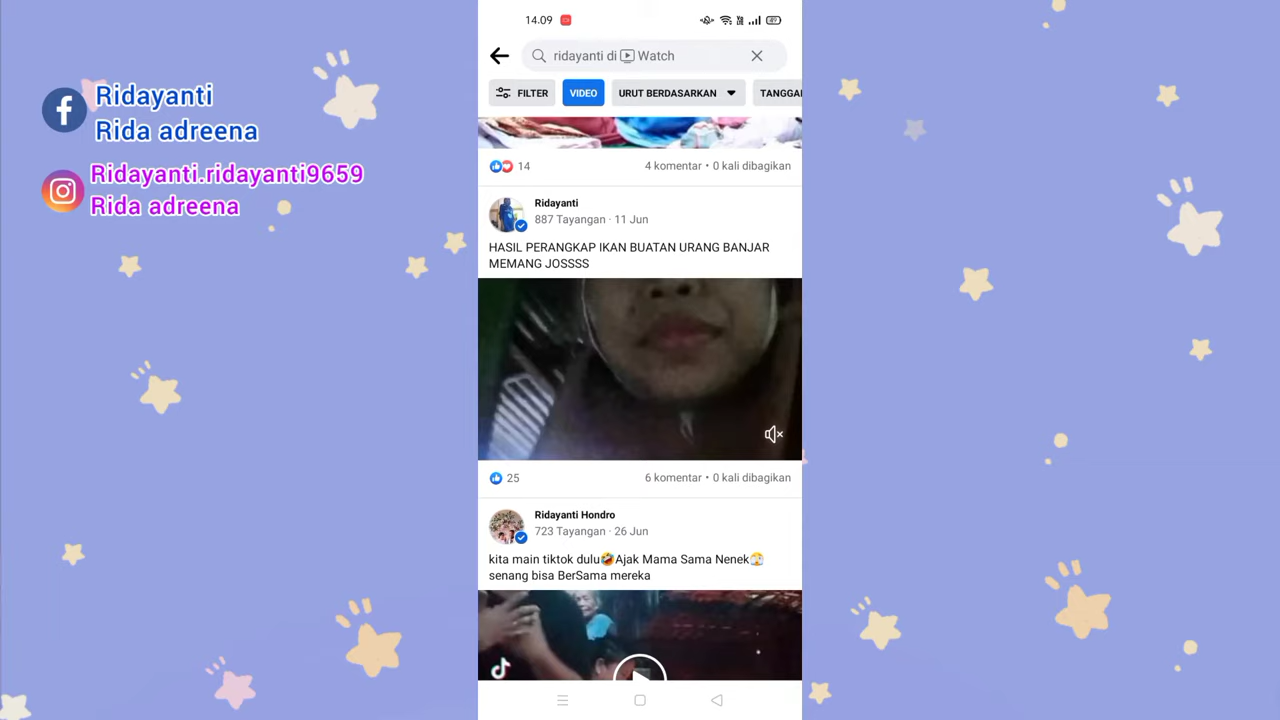 Ridayanti
Rida adreena
Ridayanti.ridayanti9659
Rida adreena
14.09
ridayanti di Watch
FILTER
VIDEO
URUT BERDASARKAN
TANGGAL
14
4 komentar • 0 kali dibagikan
Ridayanti
887 Tayangan · 11 Jun
HASIL PERANGKAP IKAN BUATAN URANG BANJAR
MEMANG JOSSSS
25
6 komentar • 0 kali dibagikan
Ridayanti Hondro
723 Tayangan · 26 Jun
kita main tiktok dulu🤣Ajak Mama Sama Nenek🫣
senang bisa BerSama mereka